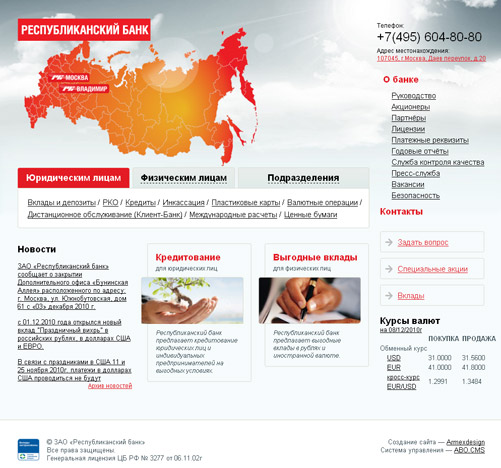 РЕСПУБЛИКАНСКИЙ БАНК
Телефон:
+7(495) 604-80-80
Адрес местонахождения:
107045, г.Москва, Даев переулок, д.20
МОСКВА
ВЛАДИМИР
О банке
Руководство
Акционеры
Партнёры
Лицензии
Платежные реквизиты
Годовые отчёты
Служба контроля качества
Пресс-служба
Вакансии
Безопасность
Контакты
Юридическим лицам
Физическим лицам
Подразделения
Вклады и депозиты / РКО / Кредиты / Инкассация / Пластиковые карты / Валютные операции /
Дистанционное обслуживание (Клиент-Банк) / Международные расчеты / Ценные бумаги
Задать вопрос
Специальные акции
Вклады
Новости
ЗАО «Республиканский банк»
сообщает о закрытии
Дополнительного офиса «Бунинская
Аллея» расположенного по адресу:
г. Москва, ул. Южнобутовская, дом
61 с «03» декабря 2010 г.
с 01.12.2010 года открылся новый
вклад "Праздничный вихрь" в
российских рублях, в долларах США
и ЕВРО.
В связи с праздники в США 11 и
25 ноября 2010г. платежи в долларах
США проводиться не будут
Архив новостей
Кредитование
для юридических лиц
Республиканский банк
предлагает кредитование
юридических лиц и
индивидуальных
предпринимателей на
выгодных условиях.
Выгодные вклады
для физических лиц
Республиканский банк
предлагает выгодные
вклады в рублях и
иностранной валюте.
Курсы валют
на 08/12/2010г
ПОКУПКА ПРОДАЖА
Обменный курс
USD 31.0000 31.5600
EUR 41.0000 41.8000
кросс-курс
EUR/USD 1.2991 1.3484
© ЗАО «Республиканский банк»
Все права защищены.
Генеральная лицензия ЦБ РФ № 3277 от 06.11.02г
Создание сайта — Armexdesign
Система управления — ABO.CMS